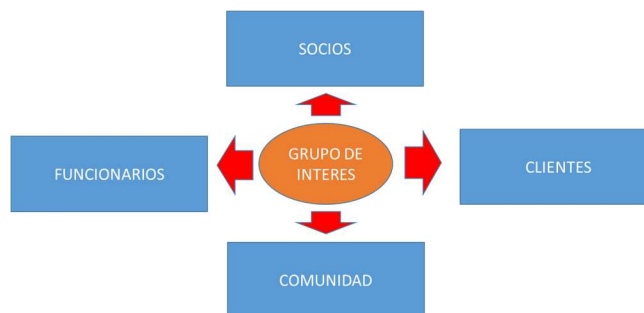 SOCIOS
FUNCIONARIOS
GRUPO DE
INTERES
CLIENTES
COMUNIDAD